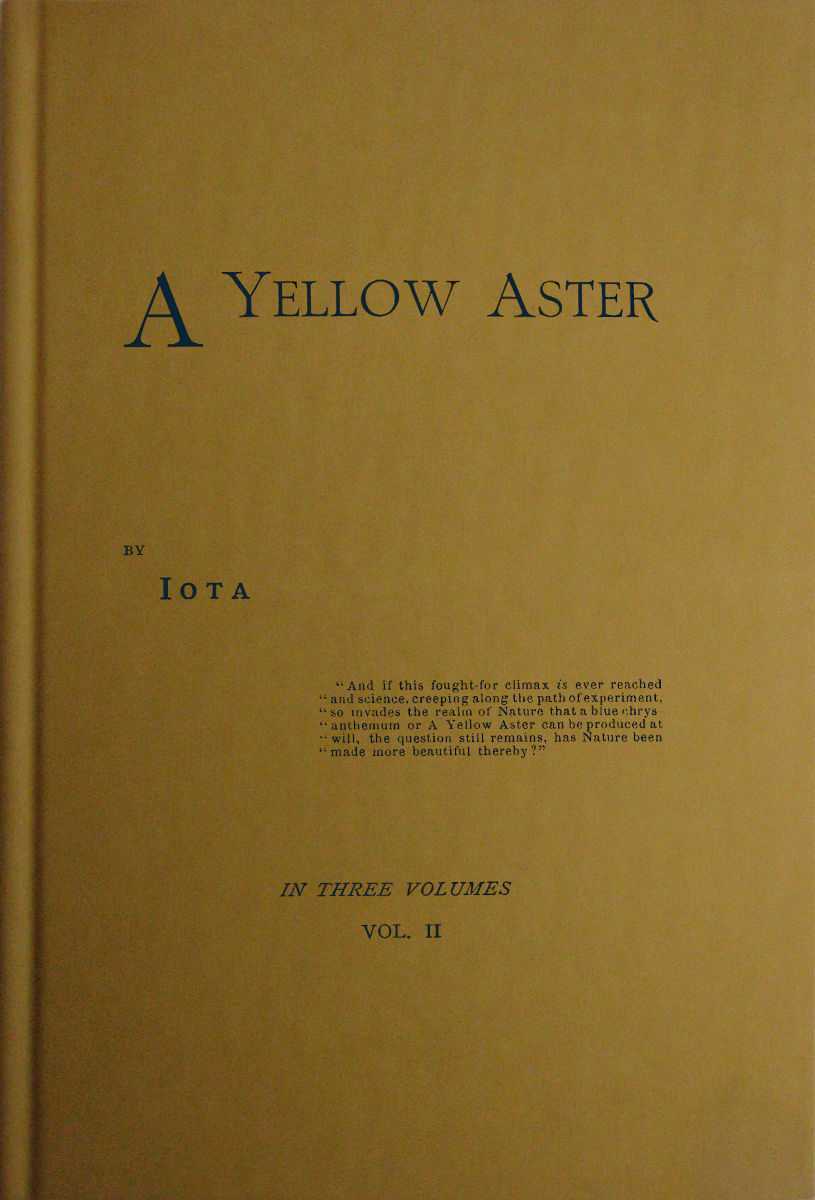 A YELLOW ASTER
BY
IOTA
“And if this fought-for climax is ever reached
“and science, creeping along the path of experiment,
“so invades the realm of Nature that a blue chrys-
“anthemum or A Yellow Aster can be produced at
“will, the question still remains, has Nature been
“made more beautiful thereby?”
IN THREE VOLUMES
VOL. II